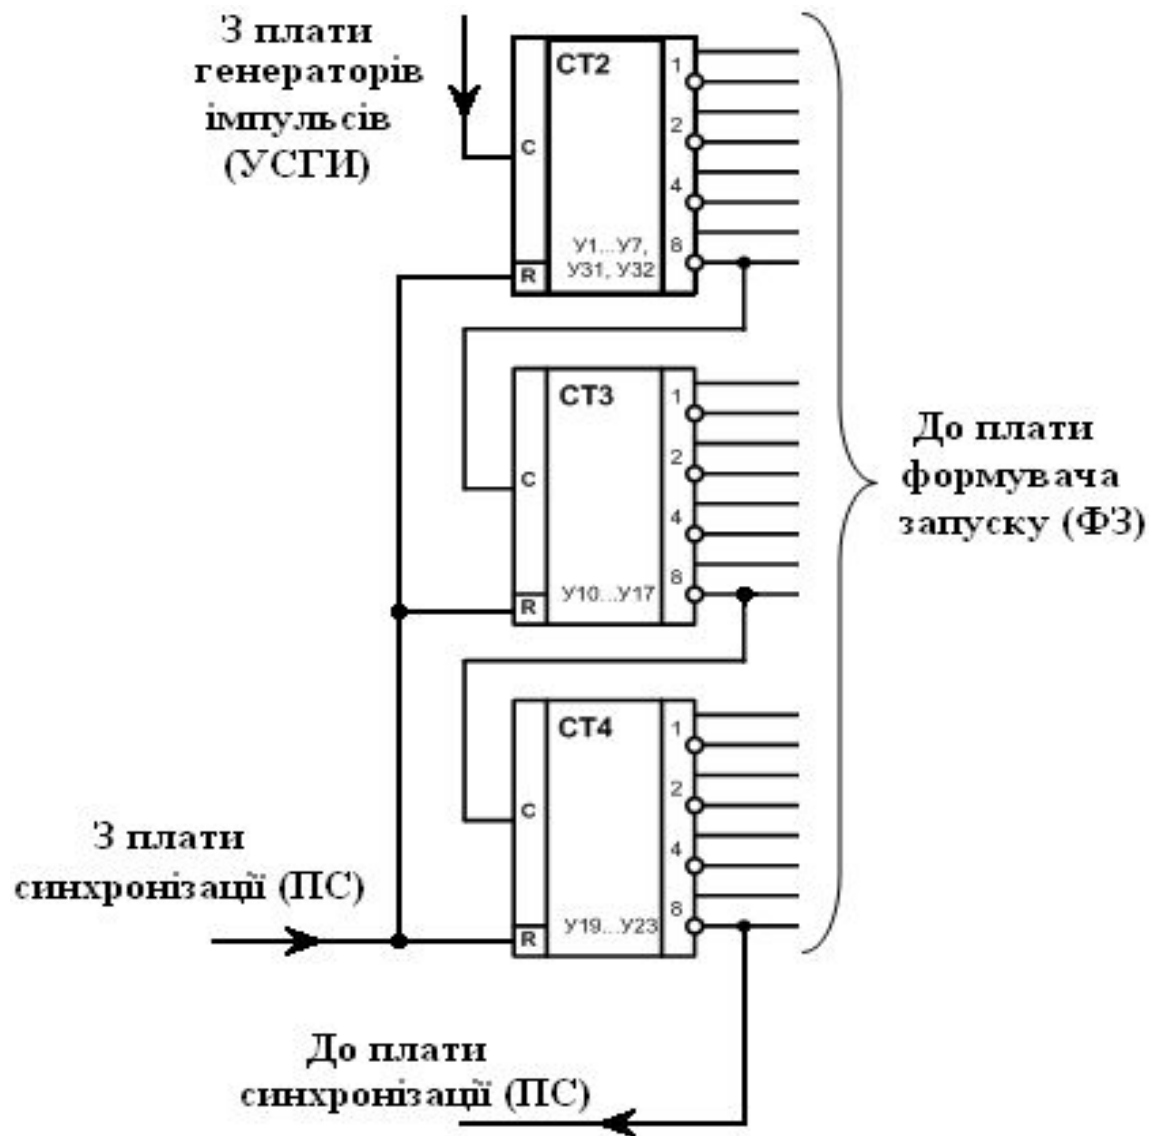 З плати
генераторів
імпульсів
(УСГИ)
CT2
C
R
1
2
4
8
У1...У7,
У31, У32
CT3
C
R
1
2
4
8
У10...У17
До плати
формувача
запуску (ФЗ)
CT4
C
R
1
2
4
8
У19...У23
З плати
синхронізації (ПС)
До плати
синхронізації (ПС)